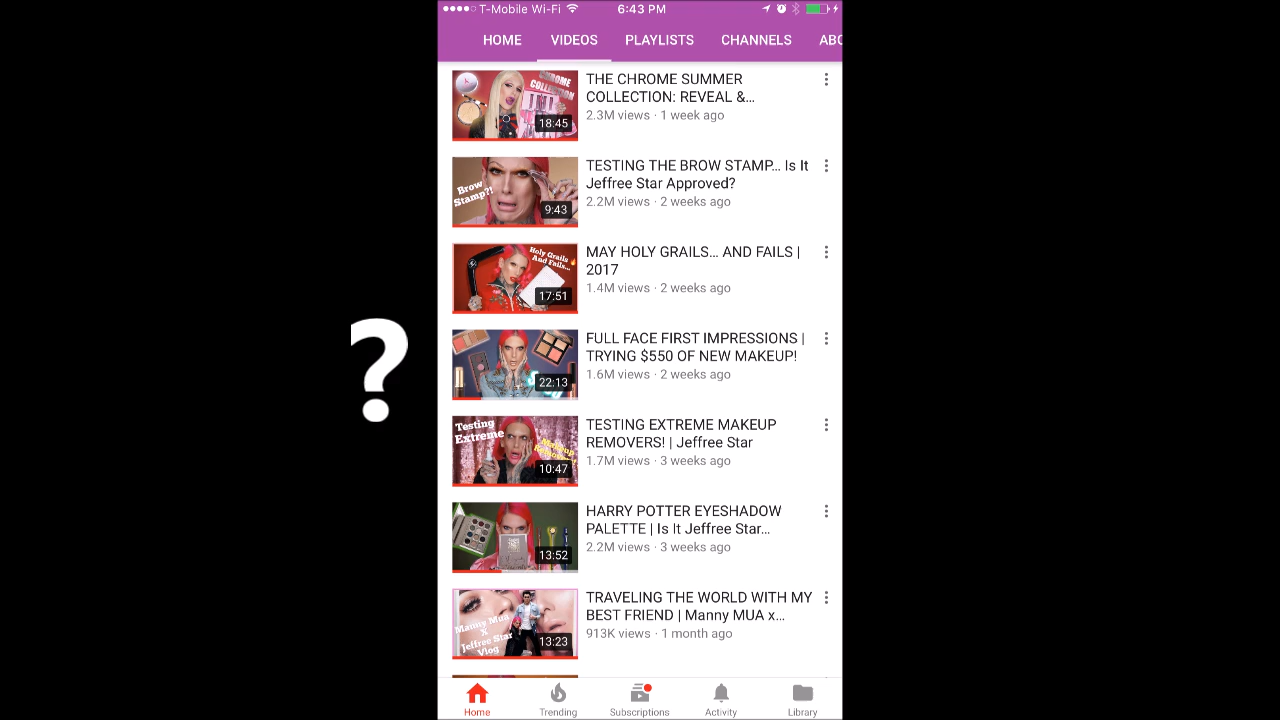 T-Mobile Wi-Fi 6:43 PM
HOME VIDEOS PLAYLISTS CHANNELS ABO
CHROME
COLLECTION
18:45
THE CHROME SUMMER
COLLECTION: REVEAL &...
2.3M views · 1 week ago
Brow
Stamp?!
9:43
TESTING THE BROW STAMP... Is It
Jeffree Star Approved?
2.2M views · 2 weeks ago
Holy Grails
And Fails...
17:51
MAY HOLY GRAILS... AND FAILS |
2017
1.4M views · 2 weeks ago
?
22:13
FULL FACE FIRST IMPRESSIONS |
TRYING $550 OF NEW MAKEUP!
1.6M views · 2 weeks ago
Testing
Extreme
Makeup
10:47
TESTING EXTREME MAKEUP
REMOVERS! | Jeffree Star
1.7M views · 3 weeks ago
13:52
HARRY POTTER EYESHADOW
PALETTE | Is It Jeffree Star...
2.2M views · 3 weeks ago
Manny Mua
X
Jeffree Star
Vlog
13:23
TRAVELING THE WORLD WITH MY
BEST FRIEND | Manny MUA x...
913K views · 1 month ago
Home Trending Subscriptions Activity Library